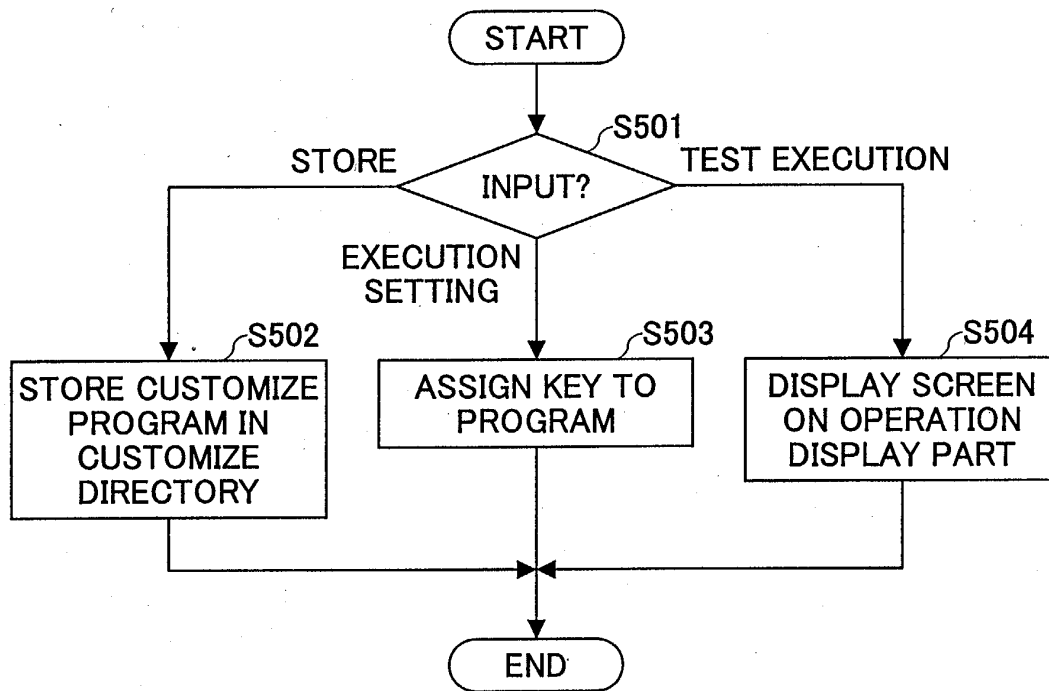 START
S501
STORE
TEST EXECUTION
INPUT?
EXECUTION
SETTING
S502
S503
S504
STORE CUSTOMIZE
PROGRAM IN
CUSTOMIZE
DIRECTORY
ASSIGN KEY TO
PROGRAM
DISPLAY SCREEN
ON OPERATION
DISPLAY PART
END